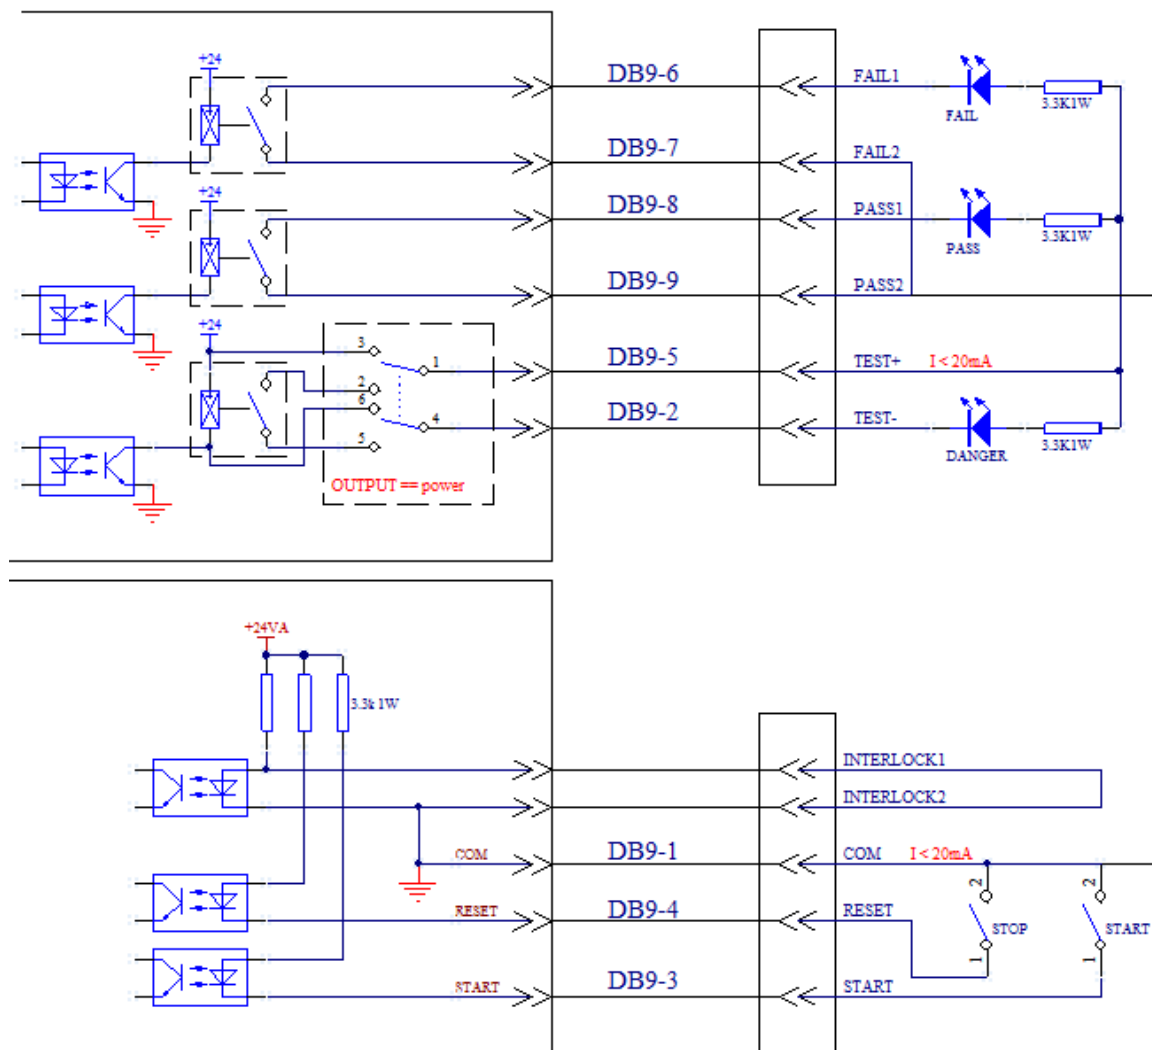 +24
DB9-6
FAIL1
FAIL
3.3K1W
DB9-7
FAIL2
+24
DB9-8
PASS1
PASS
3.3K1W
DB9-9
PASS2
+24
3
1
DB9-5
TEST+
I < 20mA
2
6
4
DB9-2
TEST-
DANGER
3.3K1W
5
OUTPUT == power
+24VA
3.3k 1W
INTERLOCK1
INTERLOCK2
COM
DB9-1
COM
I < 20mA
2
2
RESET
DB9-4
RESET
STOP
START
1
1
START
DB9-3
START